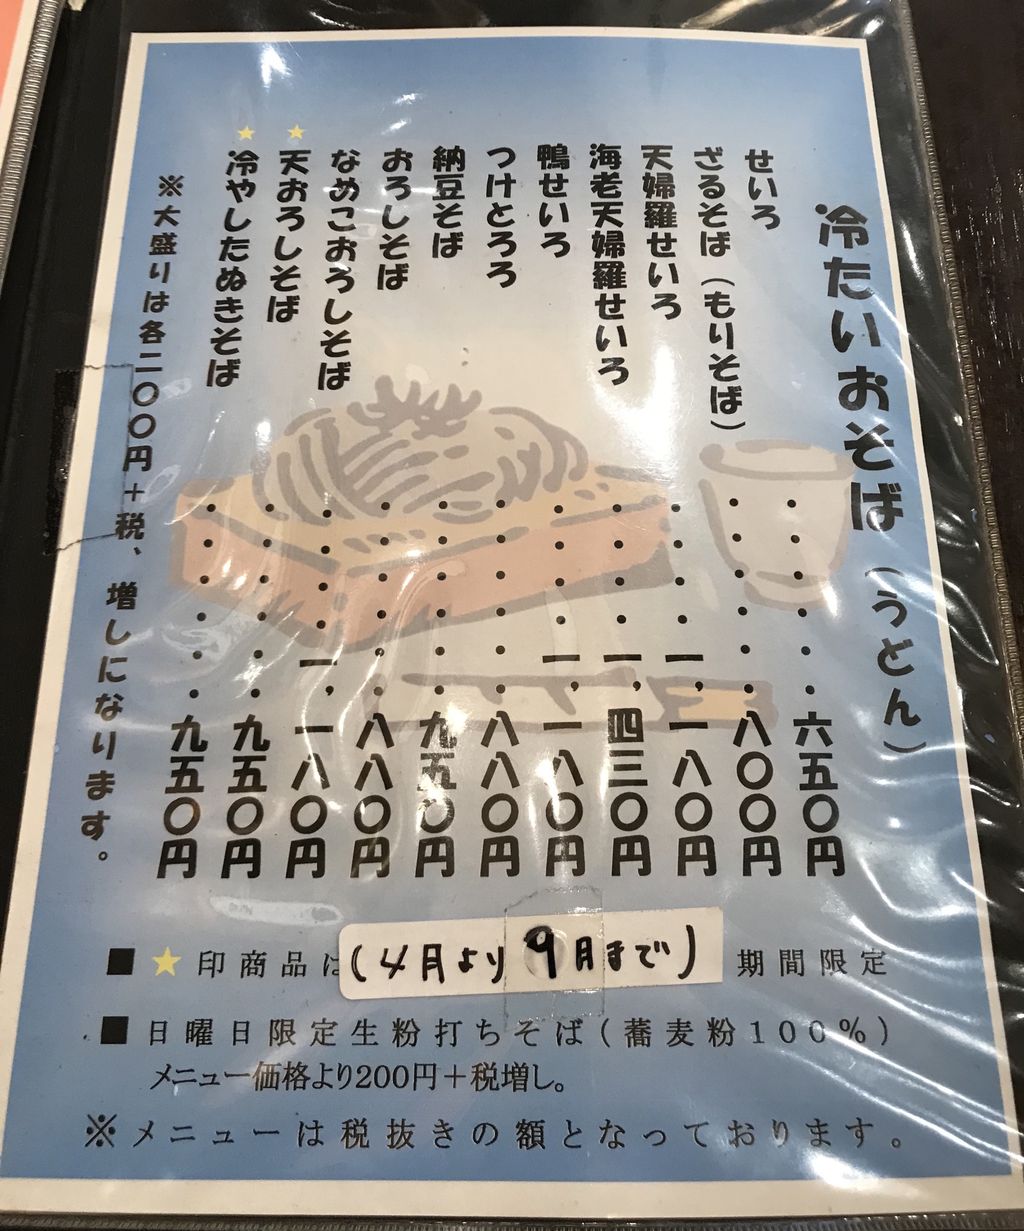 冷たいおそば(うどん)
せいろ・・・・・・六五〇円
ざるそば(もりそば)・・・・・・八〇〇円
天婦羅せいろ・・・・一,一八〇円
海老天婦羅せいろ・・・・一,四三〇円
鴨せいろ・・・・一,一八〇円
つけとろろ・・・・・・八八〇円
納豆そば・・・・・・九五〇円
おろしそば・・・・・・八八〇円
なめこおろしそば・・・・一,一八〇円
★天おろしそば・・・・・・九五〇円
★冷やしたぬきそば・・・・・・九五〇円
※大盛りは各二〇〇円+税、増しになります。
■★印商品は(4月より9月まで)期間限定
■日曜日限定生粉打ちそば(蕎麦粉100%)
メニュー価格より200円+税増し。
※メニューは税抜きの額となっております。